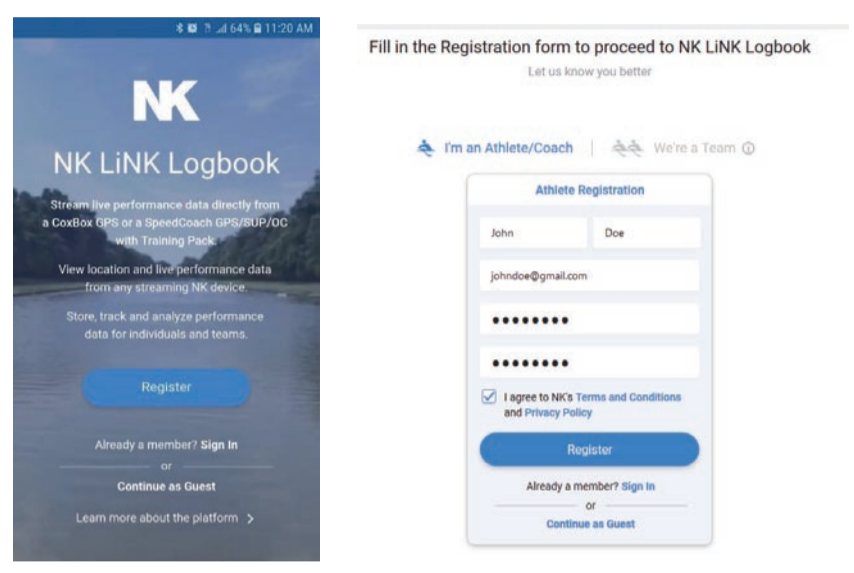 64% 11:20 AM
NK
NK LiNK Logbook
Stream live performance data directly from
a CoxBox GPS or a SpeedCoach GPS/SUP/OC
with Training Pack.
View location and live performance data
from any streaming NK device.
Store, track and analyze performance
data for individuals and teams.
Register
Already a member? Sign In
or
Continue as Guest
Learn more about the platform >
Fill in the Registration form to proceed to NK LiNK Logbook
Let us know you better
I'm an Athlete/Coach | We're a Team
Athlete Registration
John Doe
johndoe@gmail.com
●●●●●●●●
●●●●●●●●
I agree to NK's Terms and Conditions
and Privacy Policy
Register
Already a member? Sign In
or
Continue as Guest